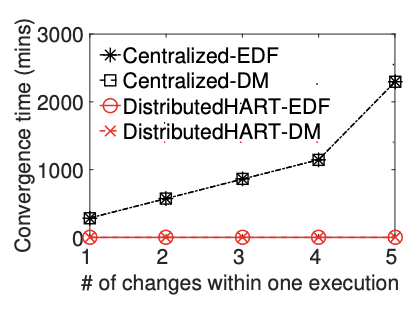 3000
2000
1000
0
Convergence time (mins)
Centralized-EDF
Centralized-DM
DistributedHART-EDF
DistributedHART-DM
1 2 3 4 5
# of changes within one execution